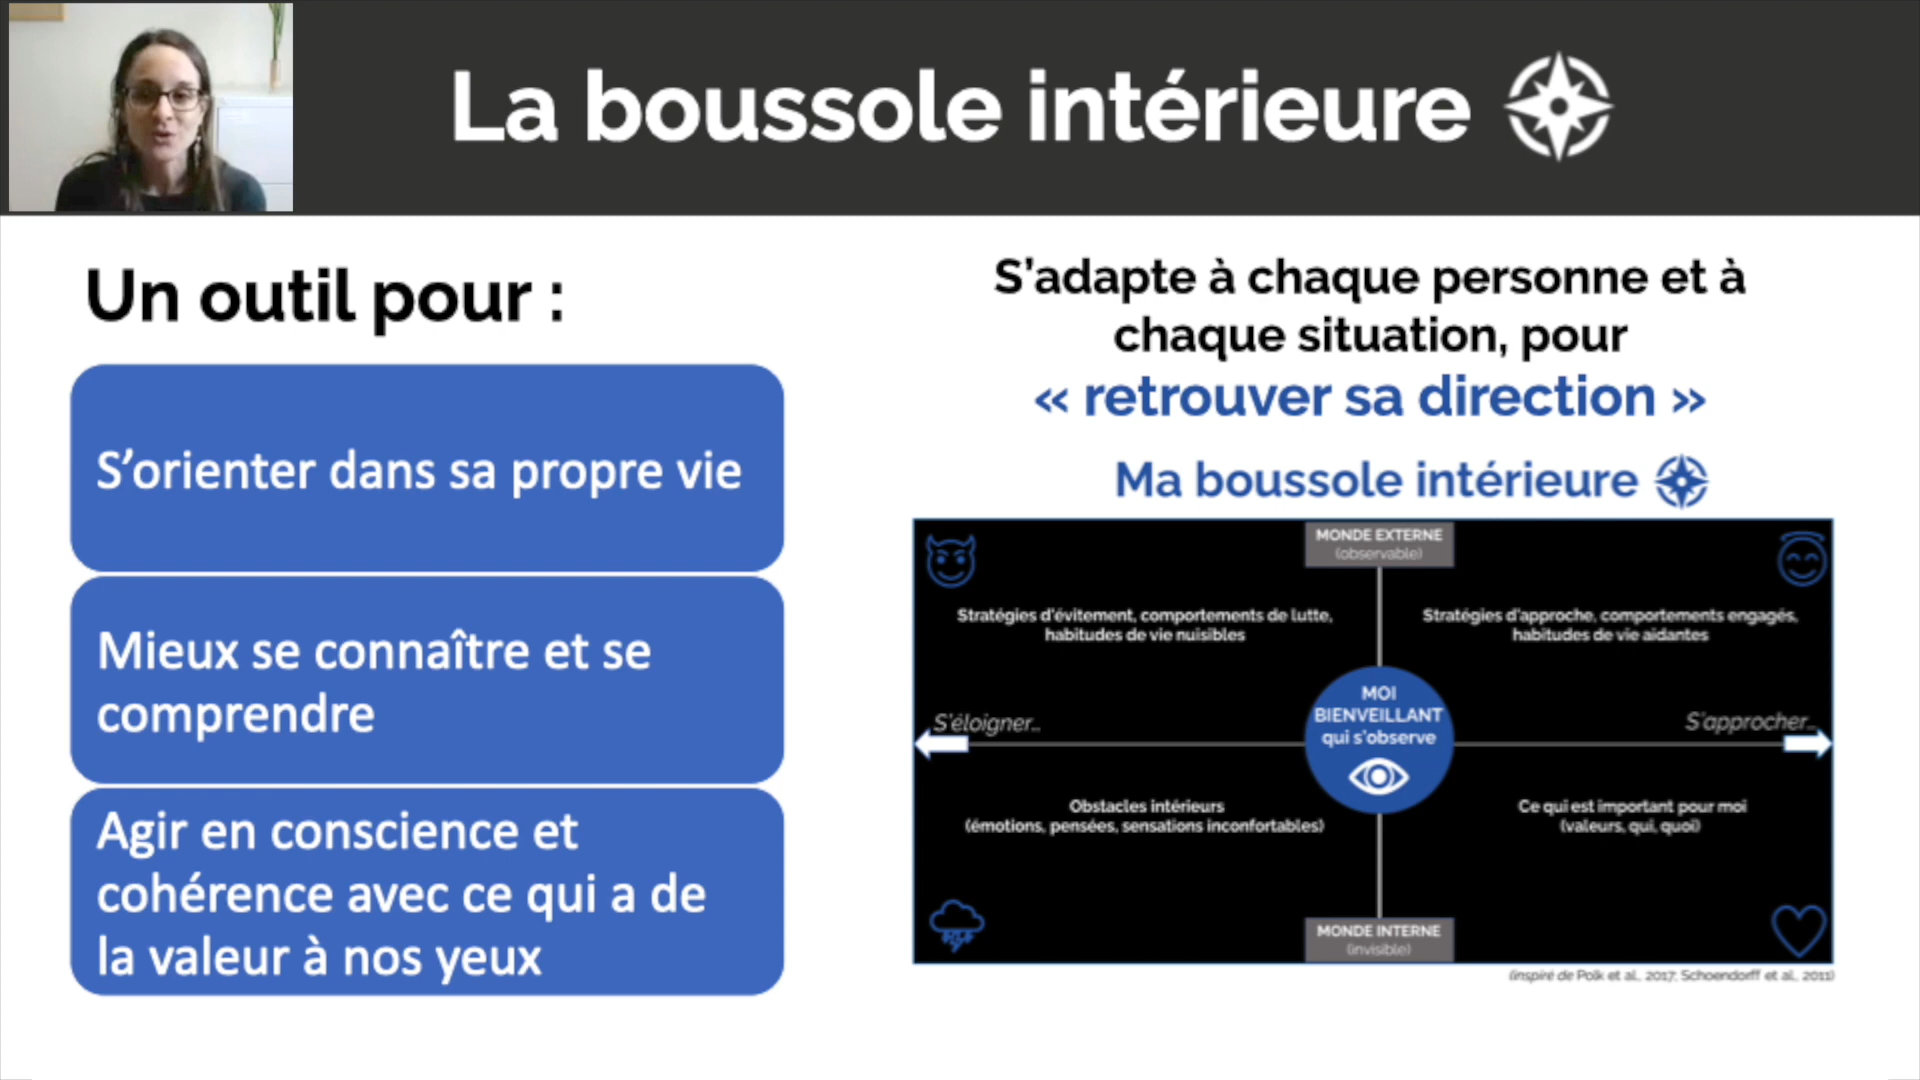 La boussole intérieure
Un outil pour :
S'orienter dans sa propre vie
Mieux se connaître et se
comprendre
Agir en conscience et
cohérence avec ce qui a de
la valeur à nos yeux
S'adapte à chaque personne et à
chaque situation, pour
« retrouver sa direction »
Ma boussole intérieure
MONDE EXTERNE
(observable)
Stratégies d'évitement, comportements de lutte,
habitudes de vie nuisibles
Stratégies d'approche, comportements engagés,
habitudes de vie aidantes
S'éloigner...
MOI
BIENVEILLANT
qui s'observe
S'approcher...
Obstacles intérieurs
(émotions, pensées, sensations inconfortables)
Ce qui est important pour moi
(valeurs, qui, quoi)
MONDE INTERNE
(invisible)
(inspiré de Polk et al., 2017; Schoendorff et al., 2011)